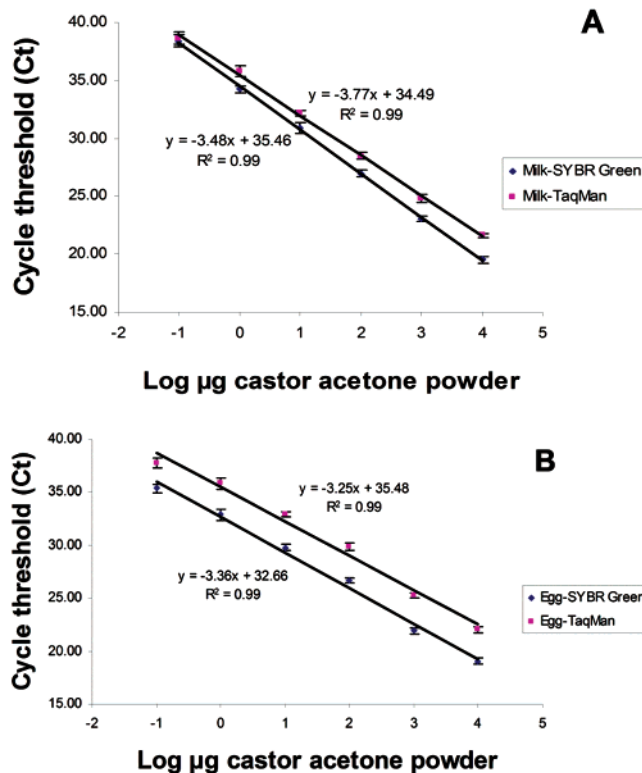 A
Cycle threshold (Ct)
40.00
35.00
30.00
25.00
20.00
15.00
y = -3.77x + 34.49
R² = 0.99
y = -3.48x + 35.46
R² = 0.99
Milk-SYBR Green
Milk-TaqMan
-2 -1 0 1 2 3 4 5
Log µg castor acetone powder
B
Cycle threshold (Ct)
40.00
35.00
30.00
25.00
20.00
15.00
y = -3.25x + 35.48
R² = 0.99
y = -3.36x + 32.66
R² = 0.99
Egg-SYBR Green
Egg-TaqMan
-2 -1 0 1 2 3 4 5
Log µg castor acetone powder